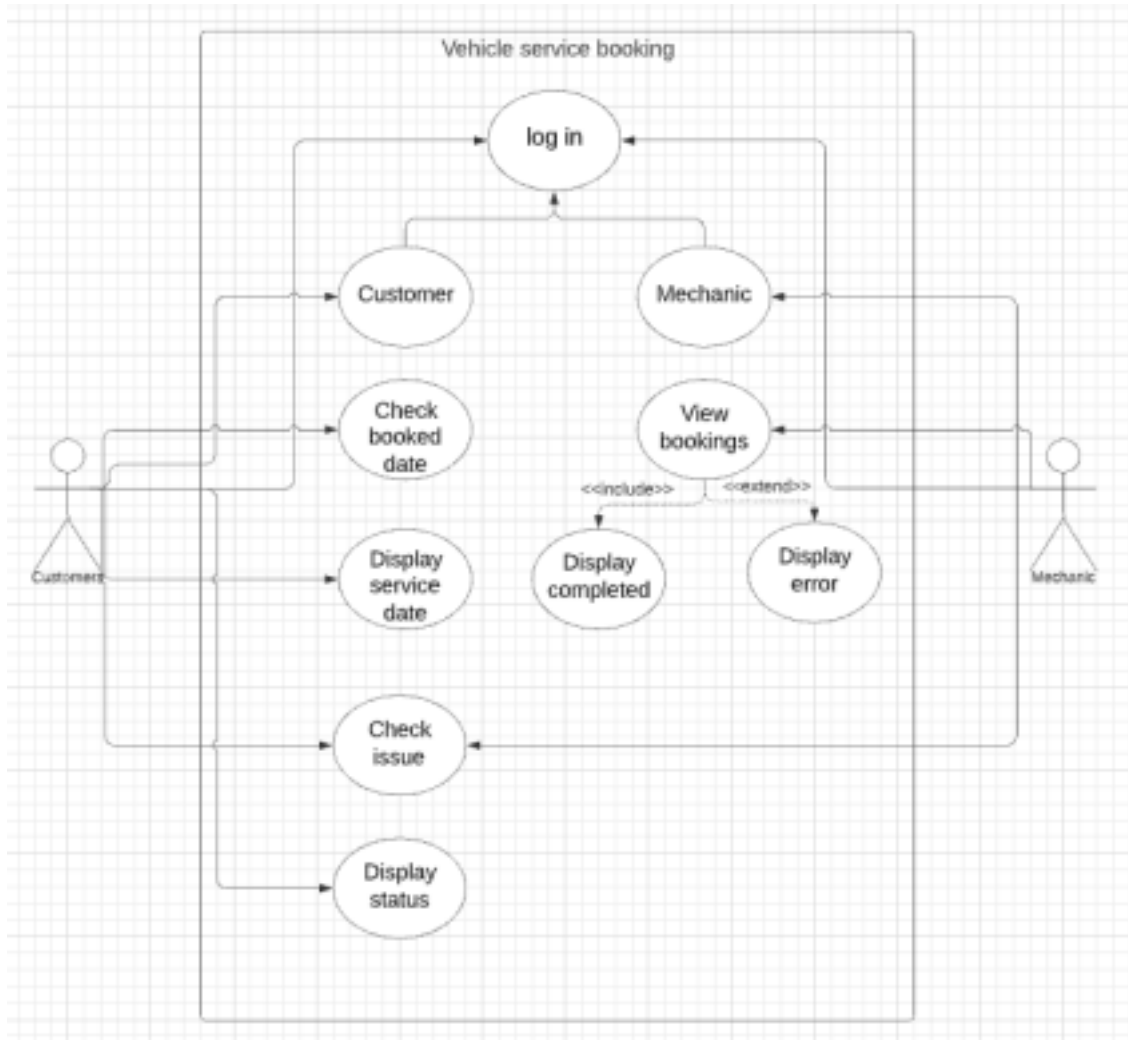 Vehicle service booking
log in
Customer
Mechanic
Check
booked
date
View
bookings
<<include>>
<<extend>>
Display
service
date
Display
completed
Display
error
Customers
Mechanic
Check
issue
Display
status